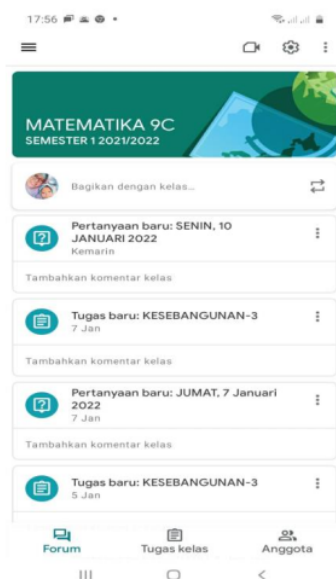 17:56
MATEMATIKA 9C
SEMESTER 1 2021/2022
Bagikan dengan kelas...
Pertanyaan baru: SENIN, 10
JANUARI 2022
Kemarin
Tambahkan komentar kelas
Tugas baru: KESEBANGUNAN-3
7 Jan
Tambahkan komentar kelas
Pertanyaan baru: JUMAT, 7 Januari
2022
7 Jan
Tambahkan komentar kelas
Tugas baru: KESEBANGUNAN-3
5 Jan
Forum
Tugas kelas
Anggota